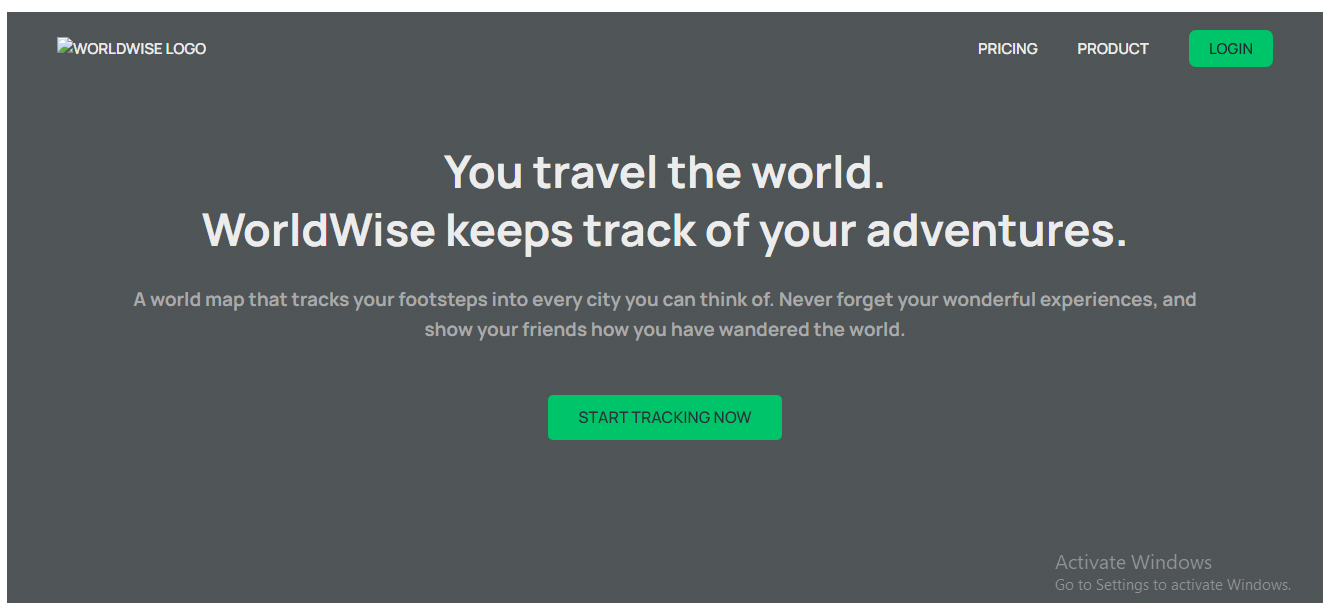 WORLDWISE LOGO
PRICING
PRODUCT
LOGIN
You travel the world.
WorldWise keeps track of your adventures.
A world map that tracks your footsteps into every city you can think of. Never forget your wonderful experiences, and
show your friends how you have wandered the world.
START TRACKING NOW
Activate Windows
Go to Settings to activate Windows.